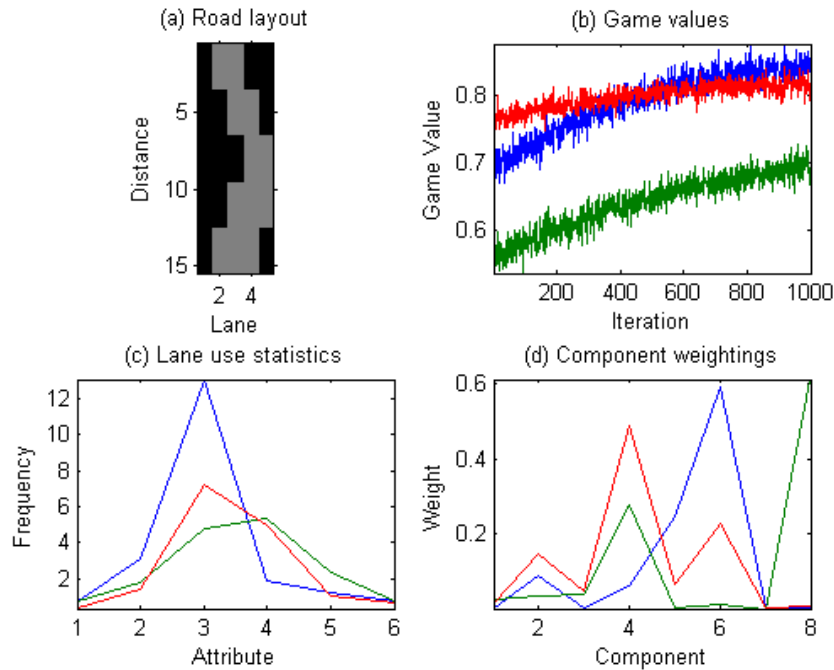 (a) Road layout
5
10
15
Distance
2 4
Lane
(b) Game values
0.8
0.7
0.6
Game Value
200 400 600 800 1000
Iteration
(c) Lane use statistics
12
10
8
6
4
2
Frequency
1 2 3 4 5 6
Attribute
(d) Component weightings
0.6
0.4
0.2
Weight
2 4 6 8
Component